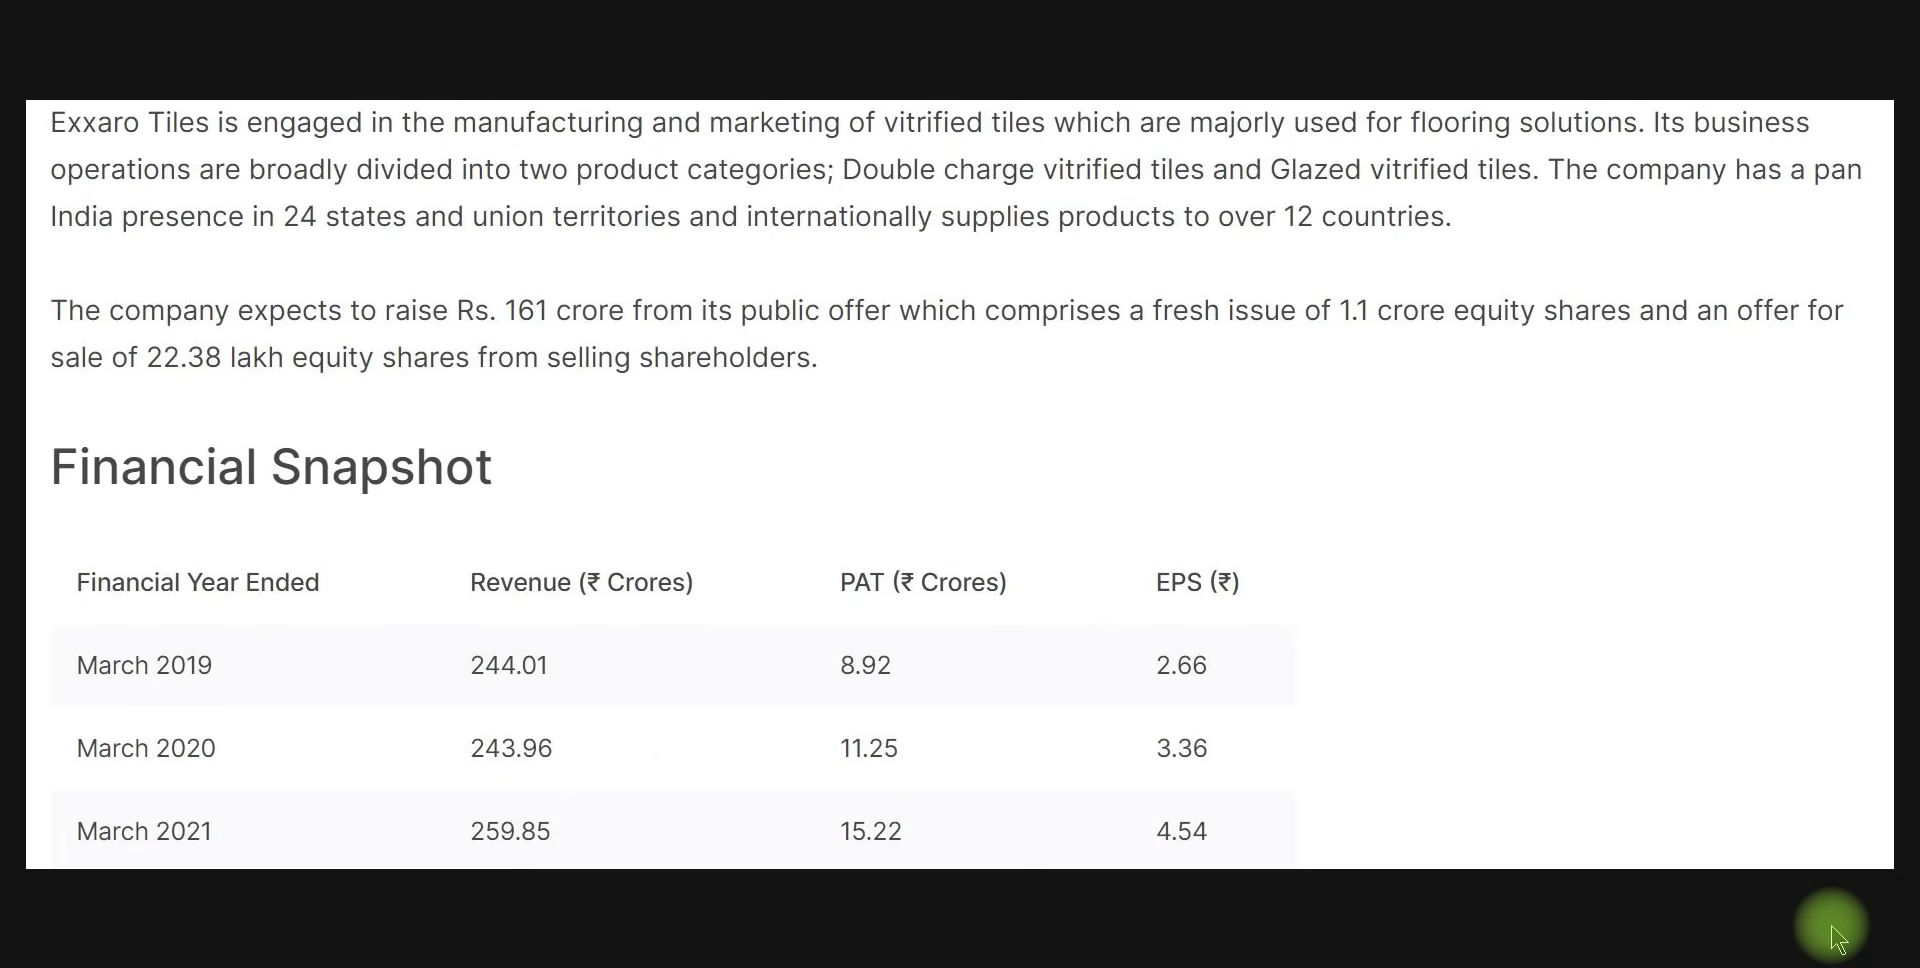 Exxaro Tiles is engaged in the manufacturing and marketing of vitrified tiles which are majorly used for flooring solutions. Its business
operations are broadly divided into two product categories; Double charge vitrified tiles and Glazed vitrified tiles. The company has a pan
India presence in 24 states and union territories and internationally supplies products to over 12 countries.
The company expects to raise Rs. 161 crore from its public offer which comprises a fresh issue of 1.1 crore equity shares and an offer for
sale of 22.38 lakh equity shares from selling shareholders.
Financial Snapshot
Financial Year Ended Revenue (₹ Crores) PAT (₹ Crores) EPS (₹)
March 2019 244.01 8.92 2.66
March 2020 243.96 11.25 3.36
March 2021 259.85 15.22 4.54